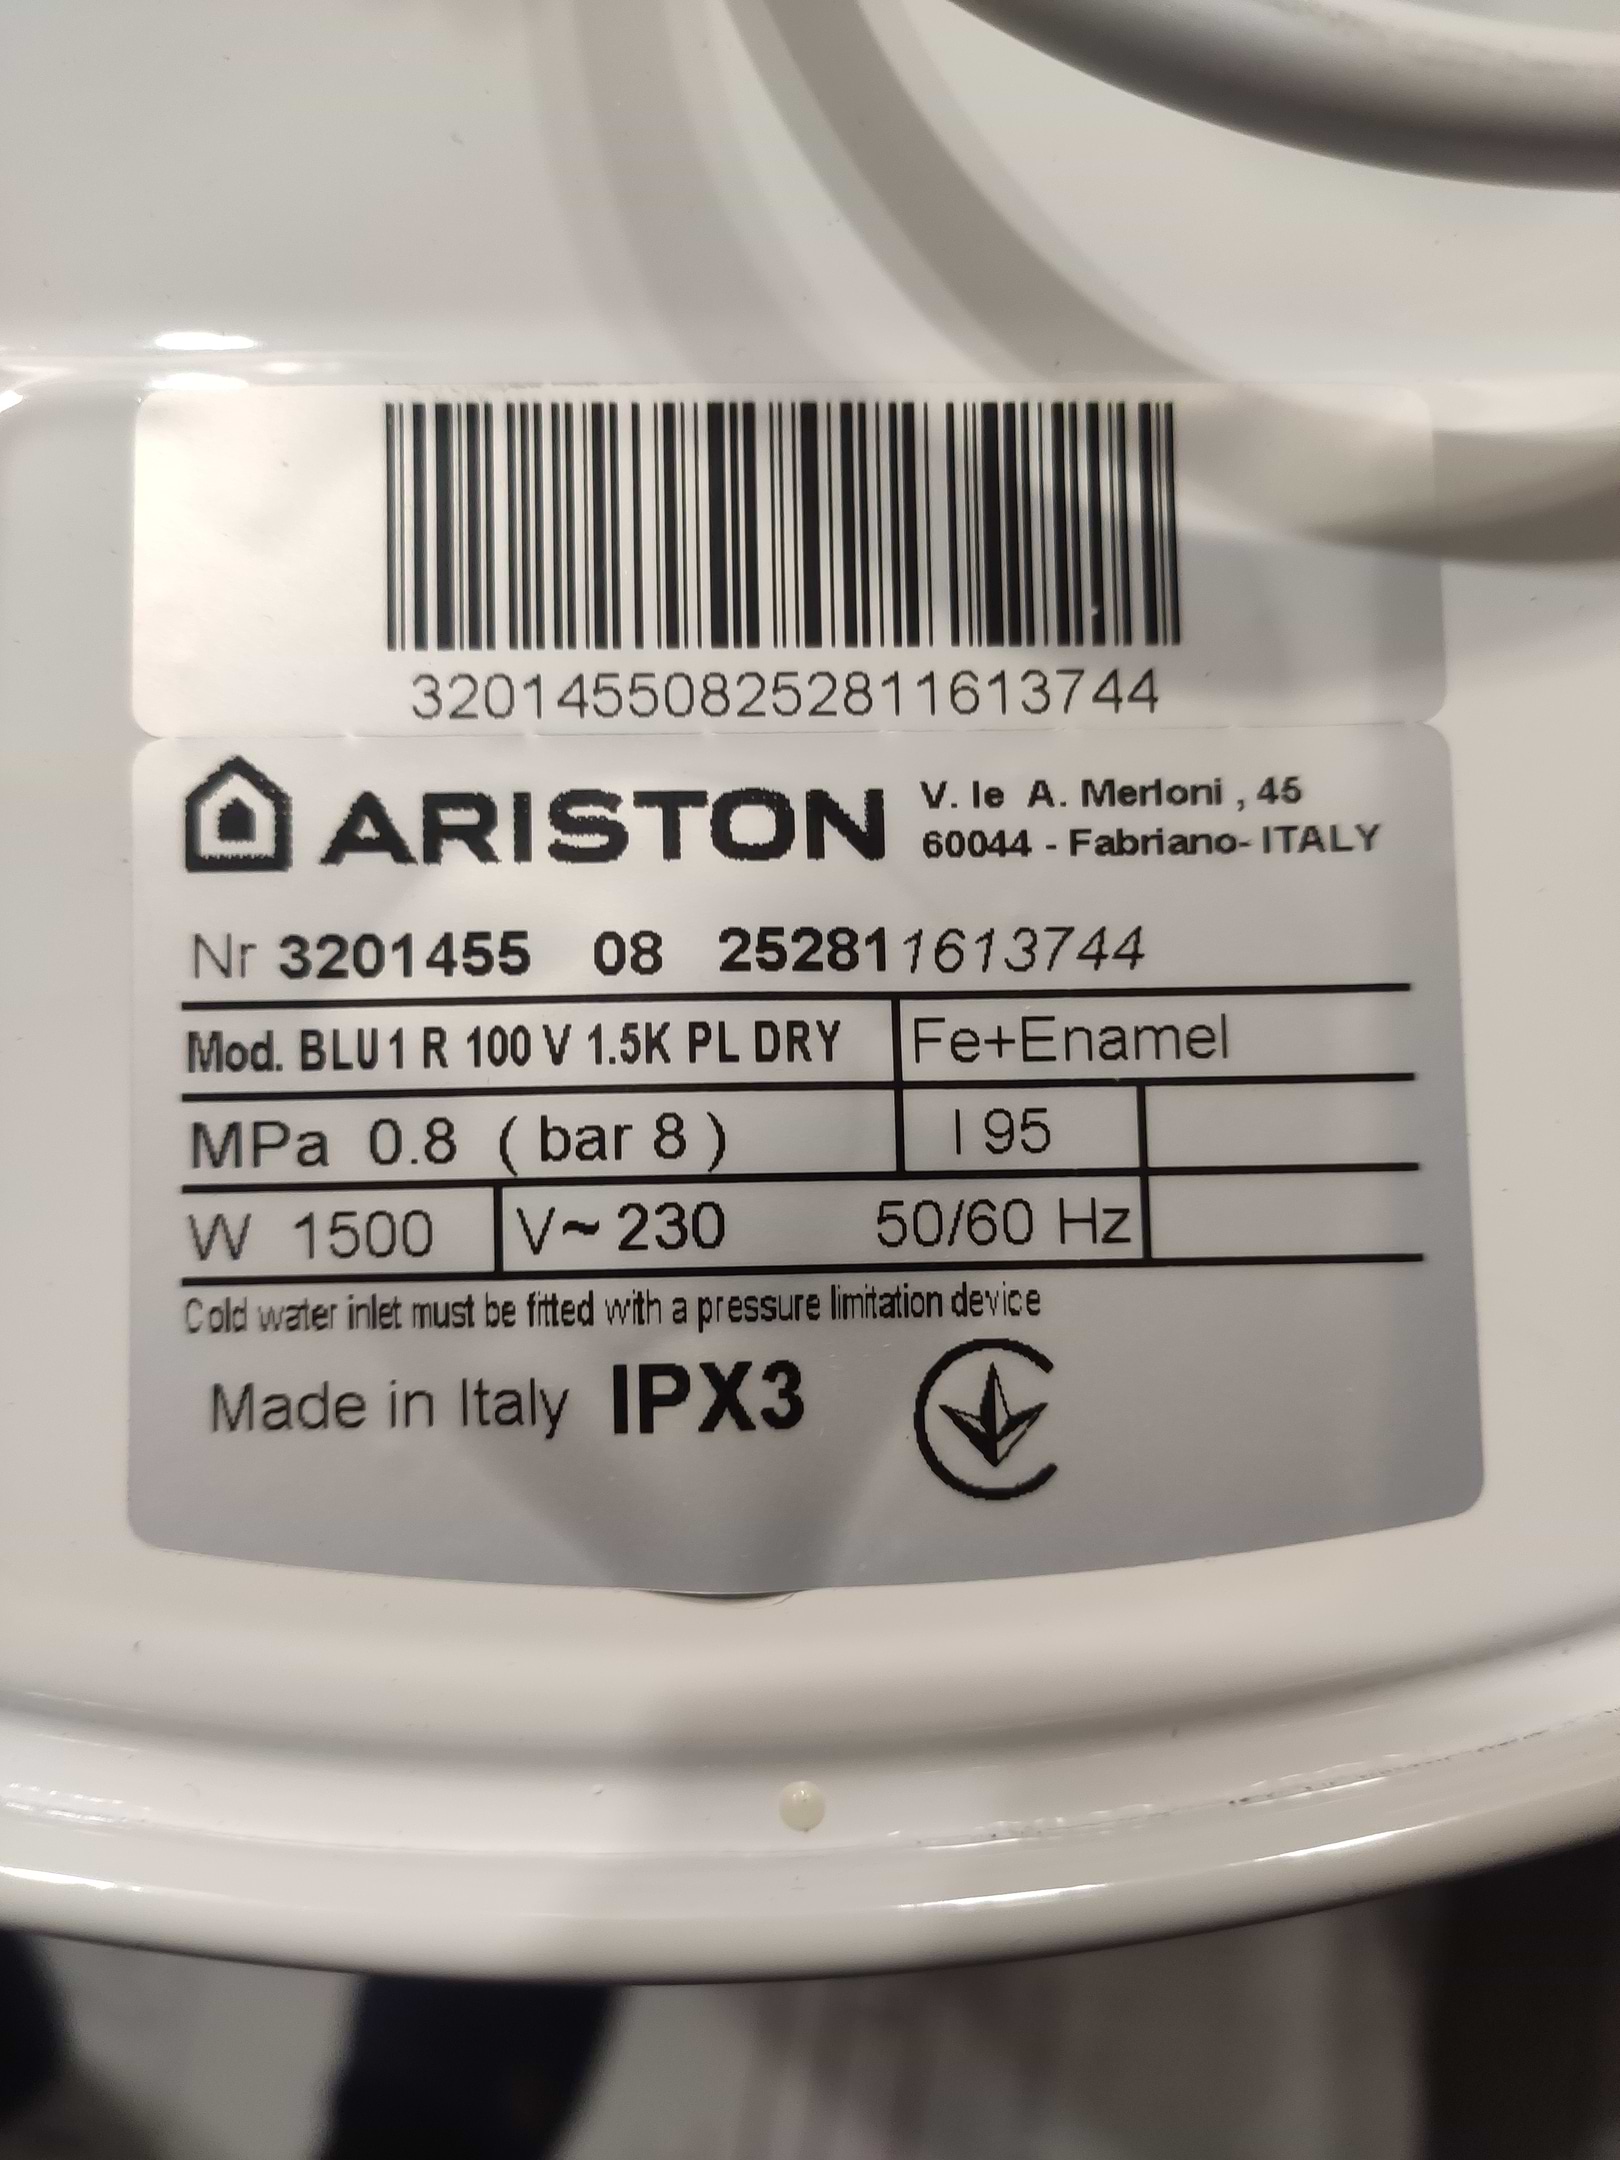 320145508252811613744
ARISTON
V. le A. Merloni , 45
60044 - Fabriano- ITALY
Nr 3201455 08 252811613744
Mod. BLU1 R 100 V 1.5K PL DRY
Fe+Enamel
MPa 0.8 ( bar 8 )
l 95
W 1500
V~ 230 50/60 Hz
Cold water inlet must be fitted with a pressure limitation device
Made in Italy IPX3